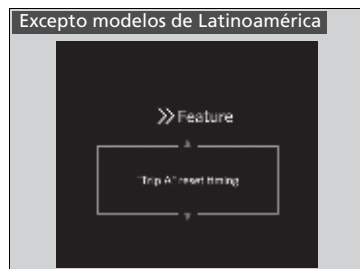 Excepto modelos de Latinoamérica
Feature
"Trip A" reset timing